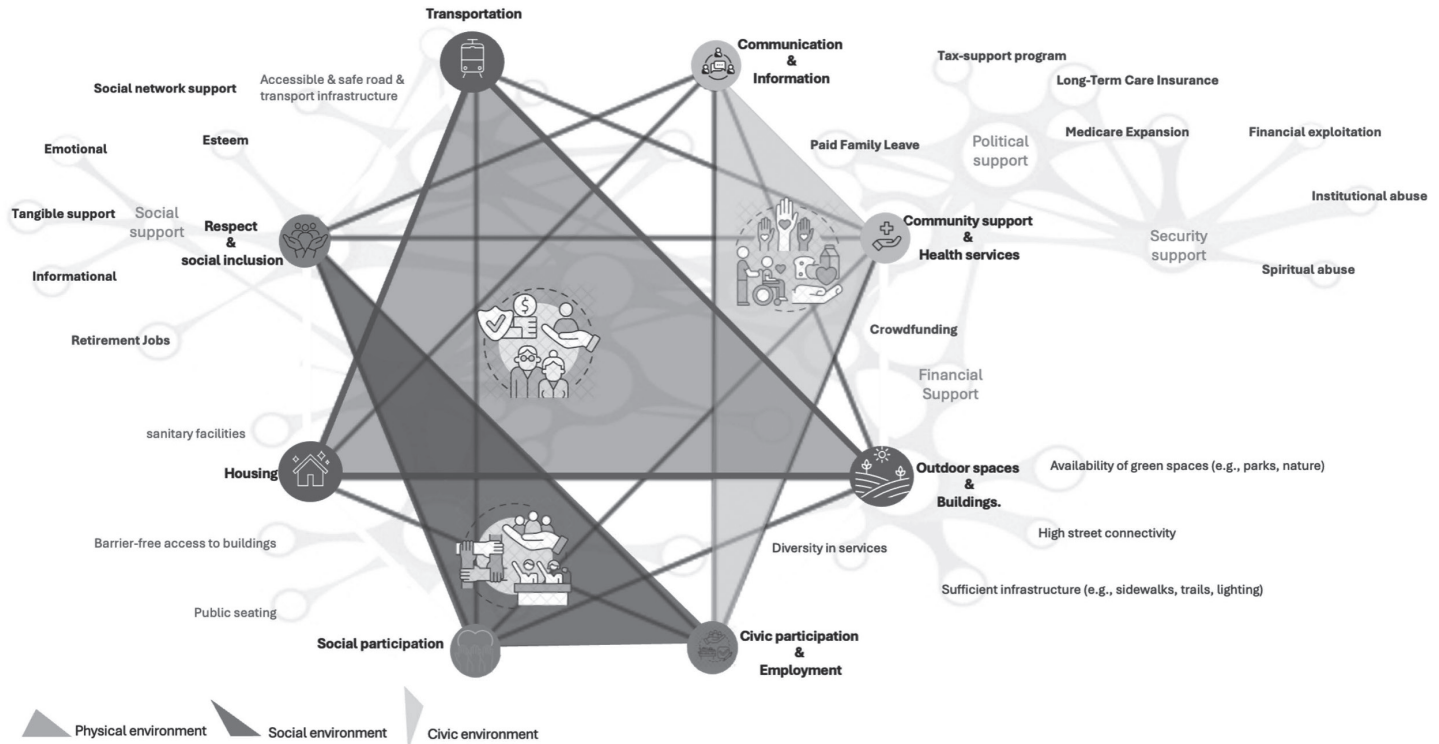 Transportation
Communication
&
Information
Tax-support program
Long-Term Care Insurance
Social network support
Accessible & safe road &
transport infrastructure
Paid Family Leave
Political
support
Medicare Expansion
Financial exploitation
Emotional
Esteem
Institutional abuse
Tangible support
Social
support
Respect
&
social inclusion
Community support
&
Health services
Security
support
Informational
Spiritual abuse
Retirement Jobs
Crowdfunding
Financial
Support
$
sanitary facilities
Housing
Outdoor spaces
&
Buildings.
Availability of green spaces (e.g., parks, nature)
Barrier-free access to buildings
Diversity in services
High street connectivity
Public seating
Sufficient infrastructure (e.g., sidewalks, trails, lighting)
Social participation
Civic participation
&
Employment
Physical environment
Social environment
Civic environment